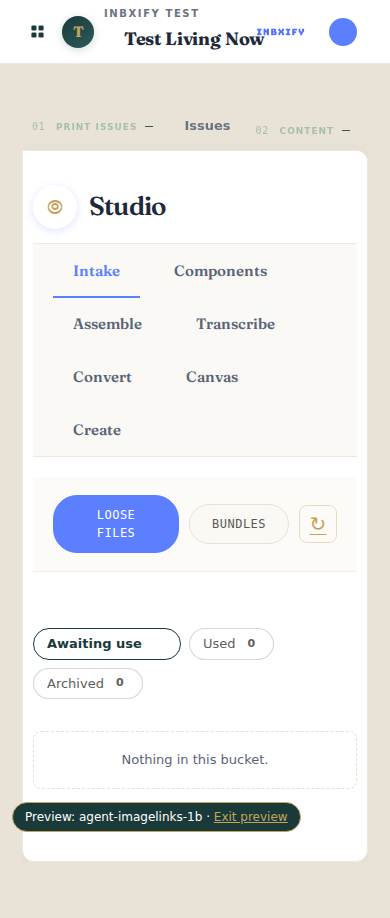 INBXIFY TEST
T
Test Living Now
INBXIFY
01 PRINT ISSUES —
Issues
02 CONTENT —
Studio
Intake
Components
Assemble
Transcribe
Convert
Canvas
Create
LOOSE
FILES
BUNDLES
↻
Awaiting use
Used 0
Archived 0
Nothing in this bucket.
Preview: agent-imagelinks-1b · Exit preview